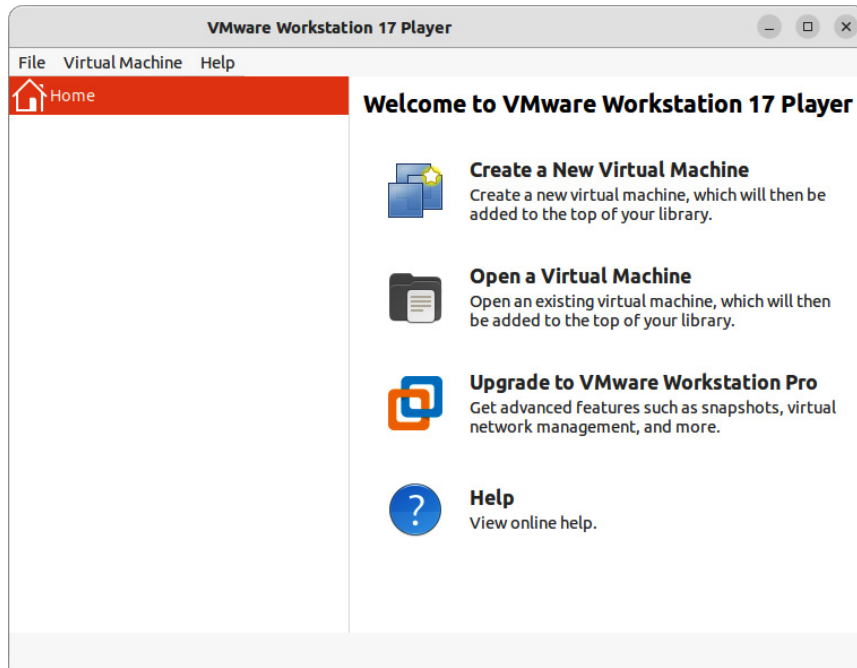 VMware Workstation 17 Player
File Virtual Machine Help
Home
Welcome to VMware Workstation 17 Player
Create a New Virtual Machine
Create a new virtual machine, which will then be
added to the top of your library.
Open a Virtual Machine
Open an existing virtual machine, which will then
be added to the top of your library.
Upgrade to VMware Workstation Pro
Get advanced features such as snapshots, virtual
network management, and more.
?
Help
View online help.